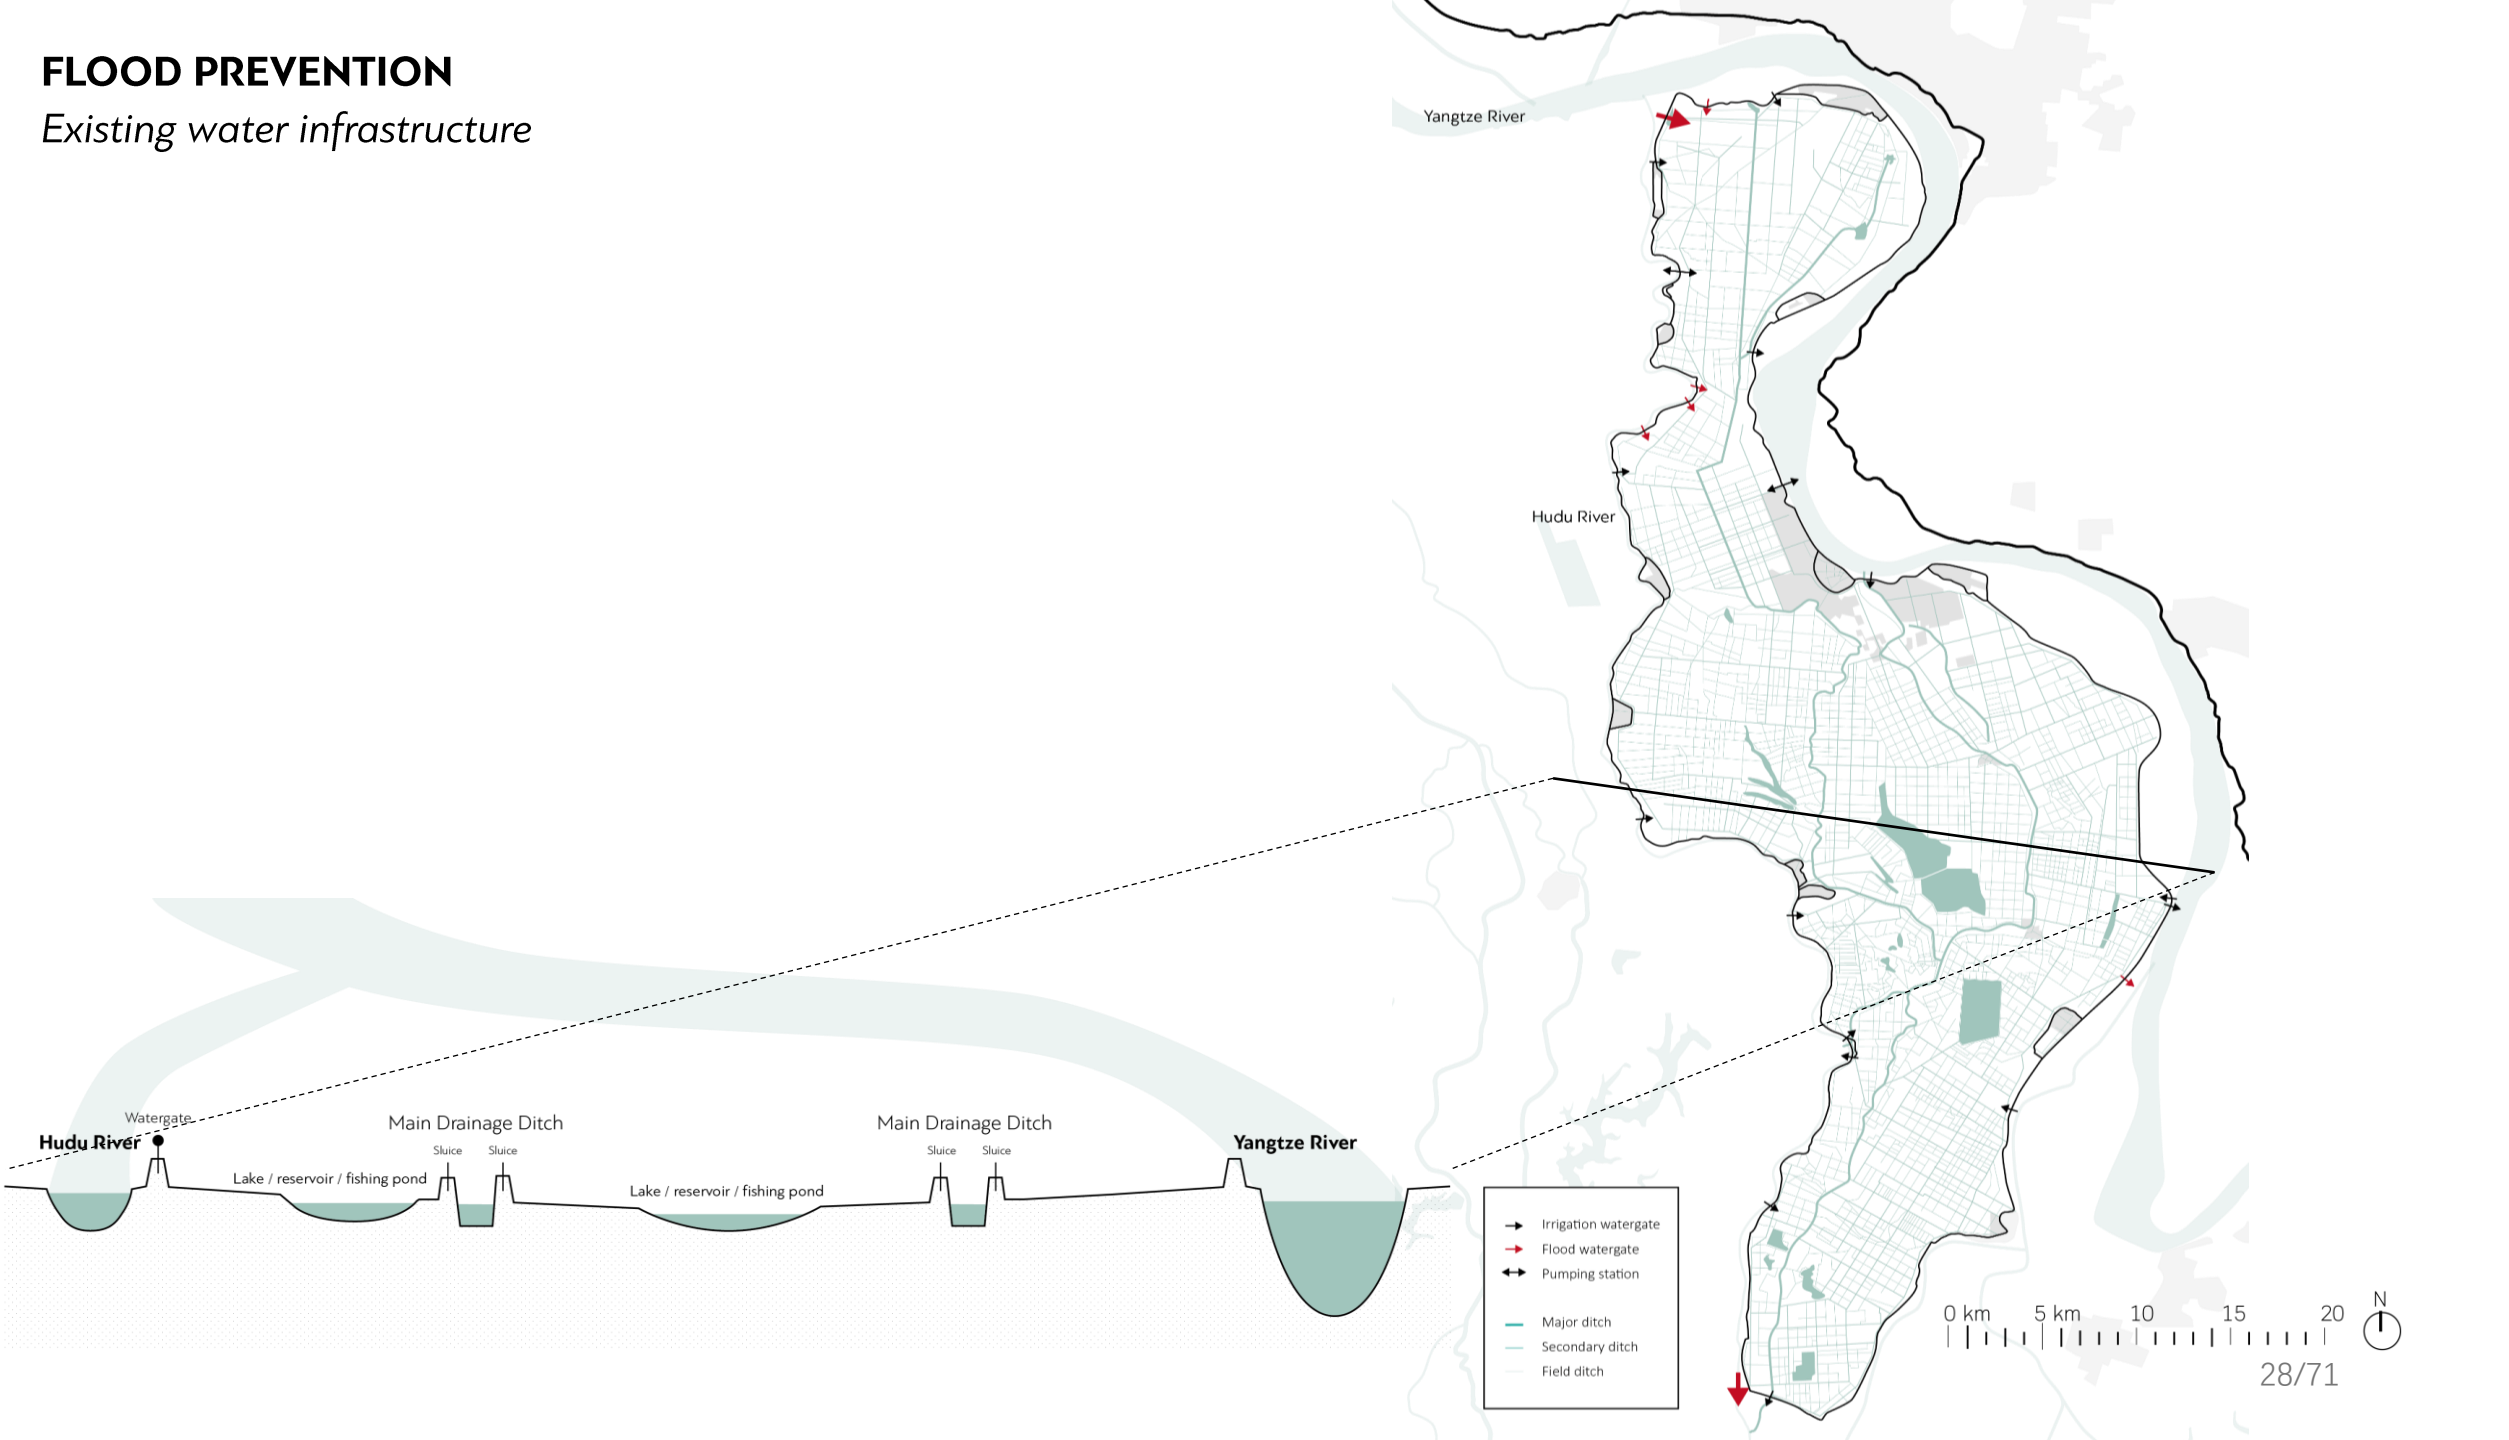 FLOOD PREVENTION
Existing water infrastructure
Yangtze River
Hudu River
Watergate
Hudu River
Main Drainage Ditch
Main Drainage Ditch
Sluice
Sluice
Sluice
Sluice
Yangtze River
Lake / reservoir / fishing pond
Lake / reservoir / fishing pond
Irrigation watergate
Flood watergate
Pumping station
Major ditch
Secondary ditch
Field ditch
0 km 5 km 10 15 20
N
28/71